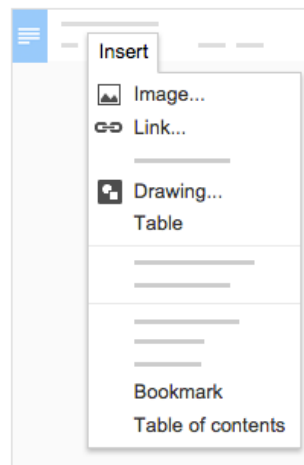 Insert
Image...
Link...
Drawing...
Table
Bookmark
Table of contents